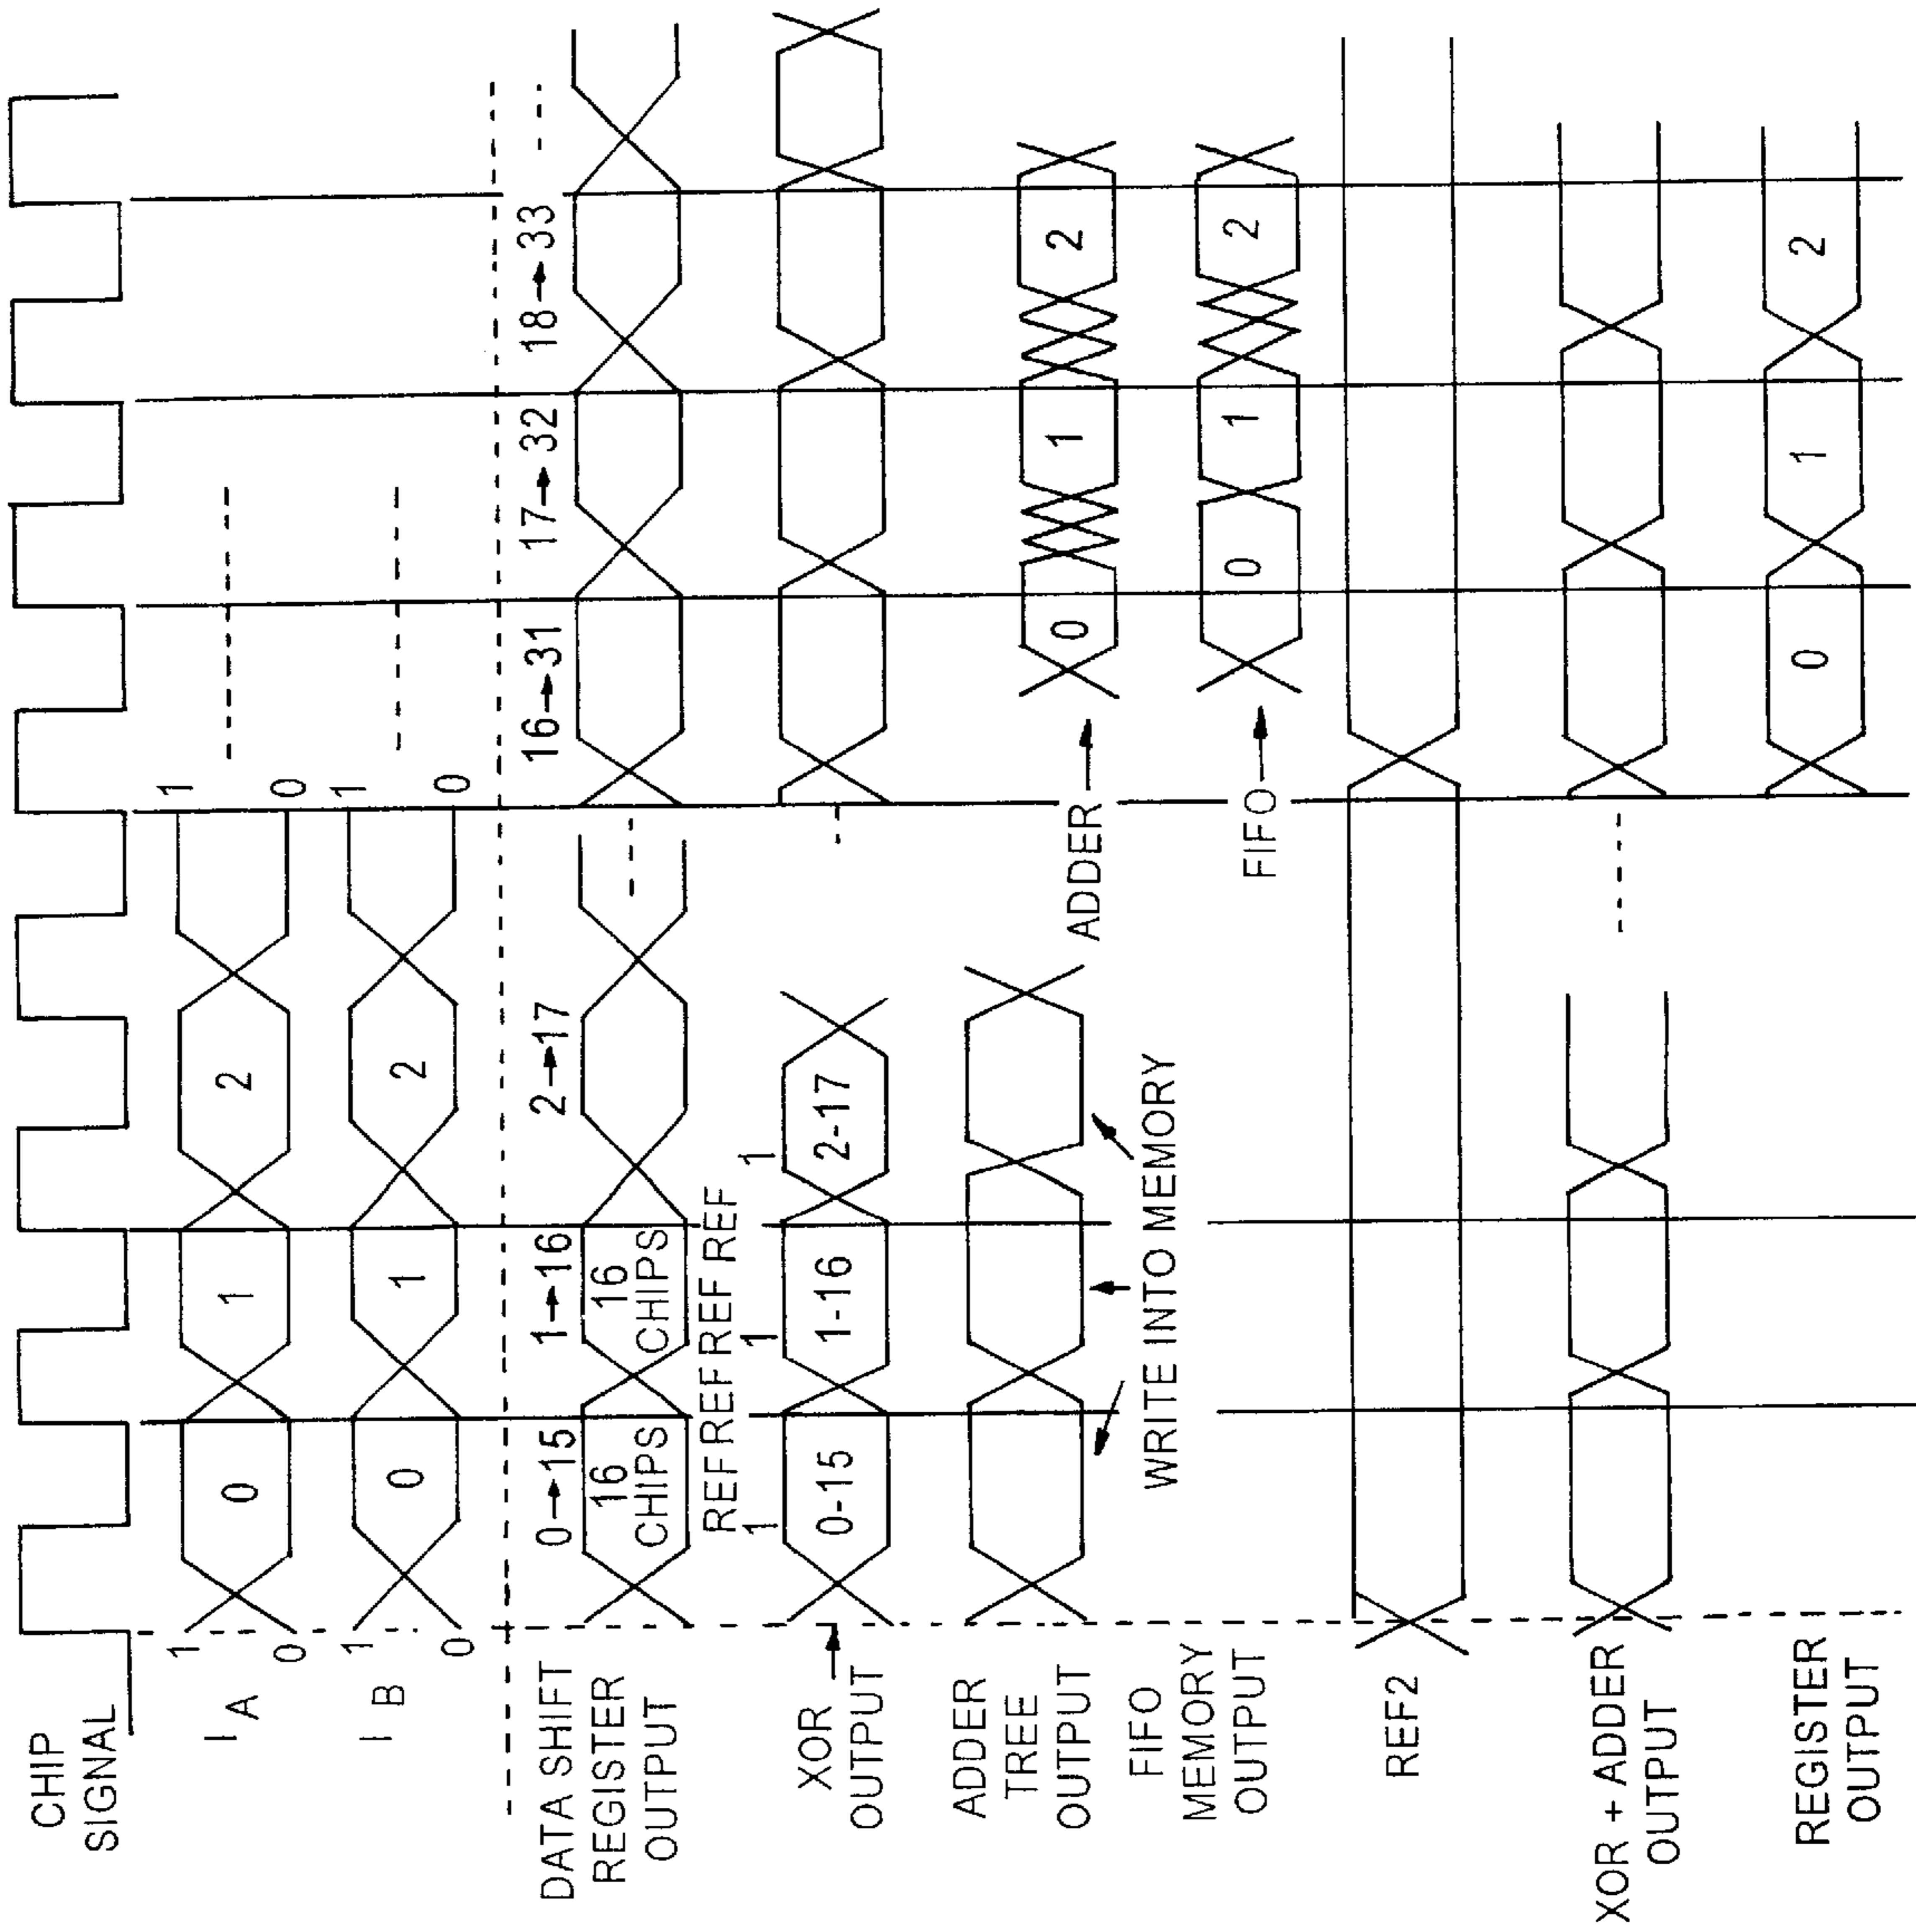 CHIP
SIGNAL
1
0
I A
0
1
2
1
0
1
0
I B
0
1
2
1
0
DATA SHIFT
REGISTER
OUTPUT
0→15
1→16
2→17
16→31
17→32
18→33
16
CHIPS
16
CHIPS
REF REF REF REF REF
1
1
1
XOR
OUTPUT
0-15
1-16
2-17
ADDER
TREE
OUTPUT
WRITE INTO MEMORY
ADDER
0
1
2
FIFO
MEMORY
OUTPUT
FIFO
0
1
2
REF2
XOR + ADDER
OUTPUT
REGISTER
OUTPUT
0
1
2